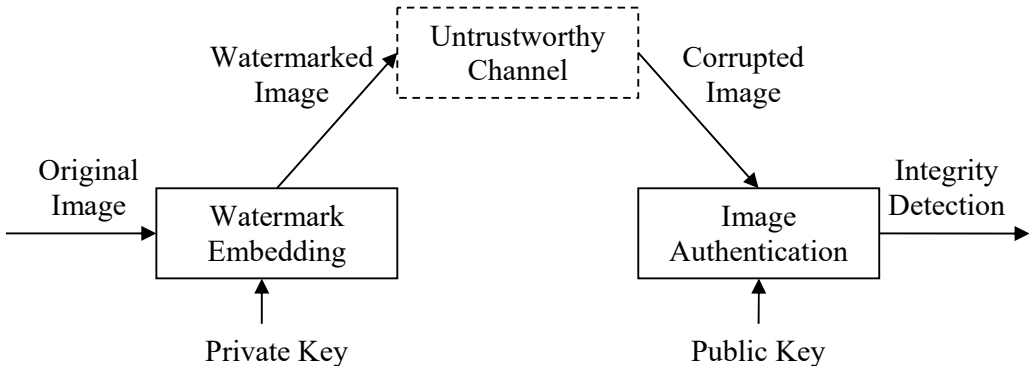 Untrustworthy
Channel
Watermarked
Image
Corrupted
Image
Original
Image
Watermark
Embedding
Image
Authentication
Integrity
Detection
Private Key
Public Key